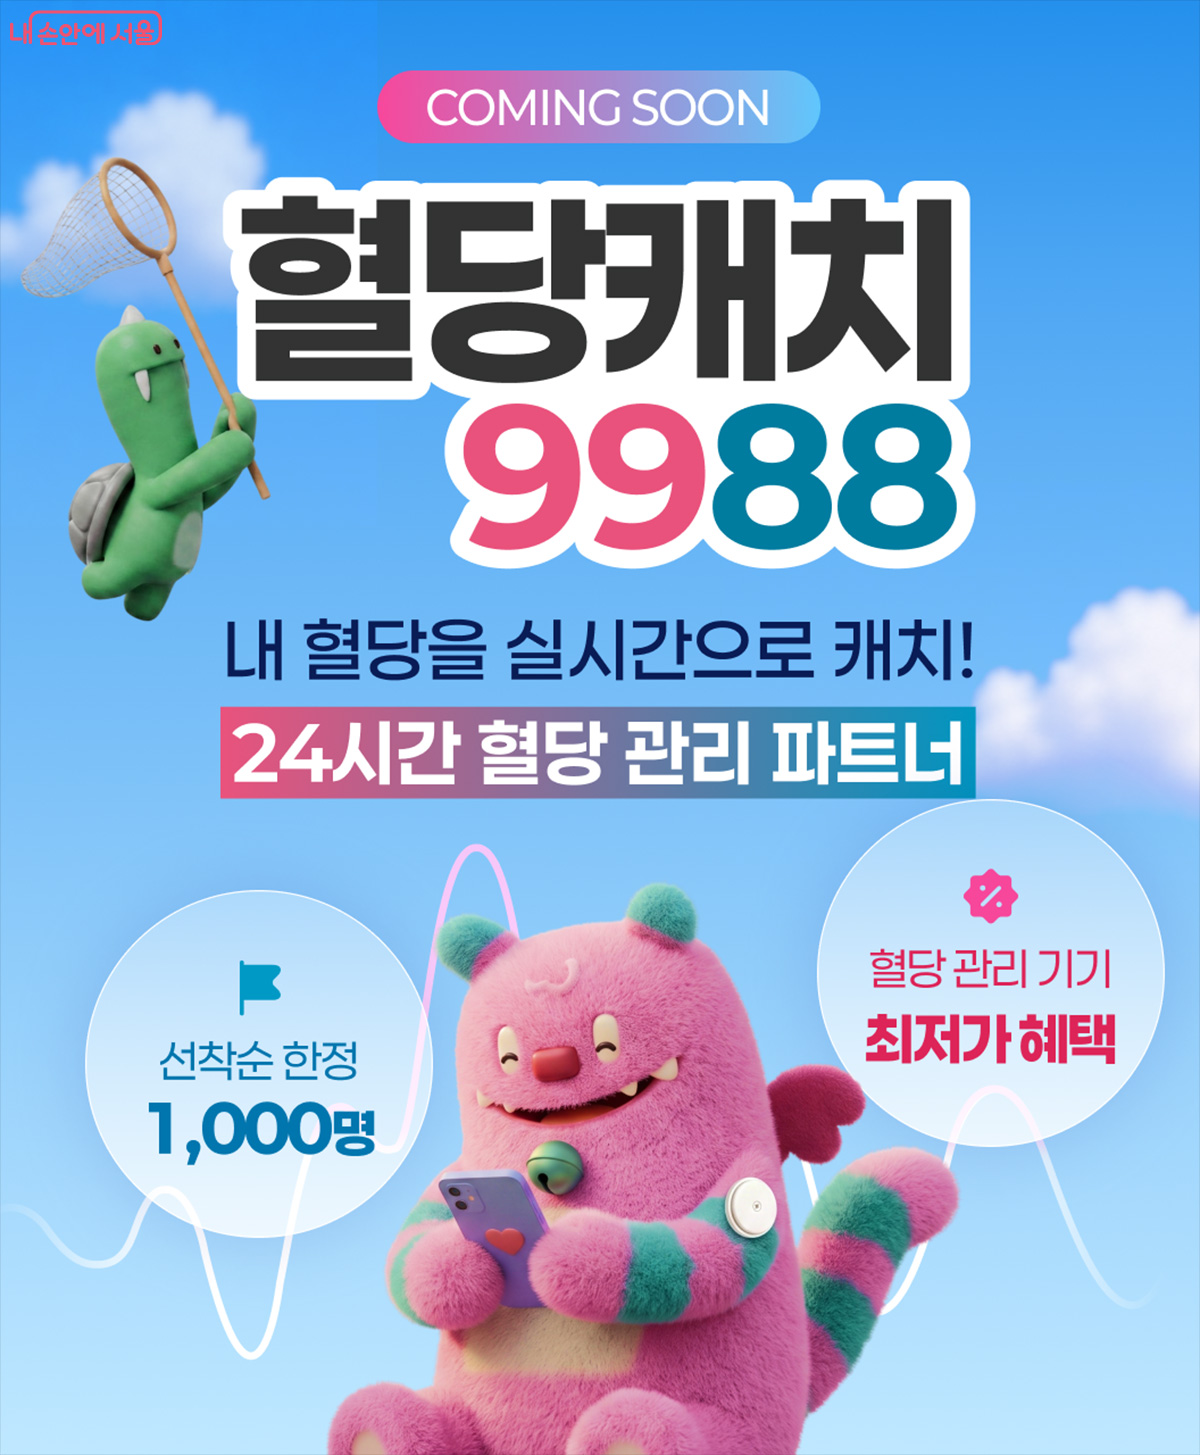 내 손안에 서울
COMING SOON
혈당캐치
9988
내 혈당을 실시간으로 캐치!
24시간 혈당 관리 파트너
선착순 한정
1,000명
혈당 관리 기기
최저가 혜택